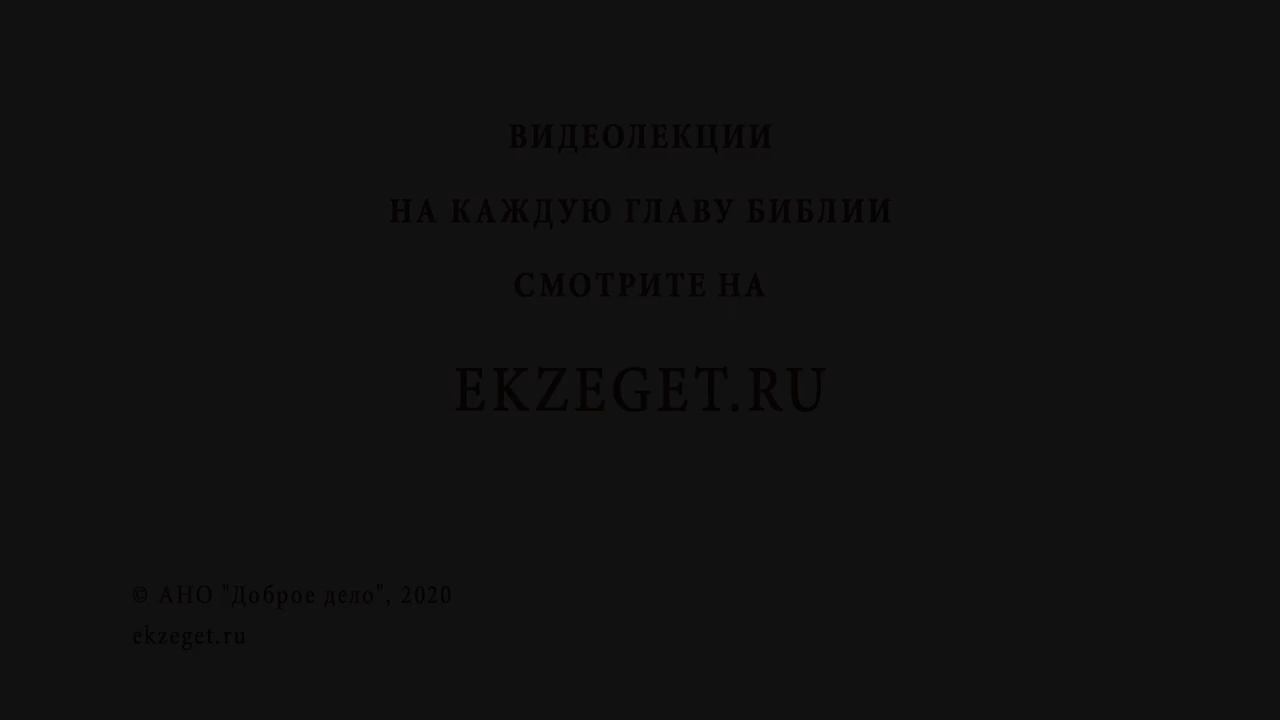 ВИДЕОЛЕКЦИИ
НА КАЖДУЮ ГЛАВУ БИБЛИИ
СМОТРИТЕ НА
EKZEGET.RU
© АНО "Доброе дело", 2020
ekzeget.ru